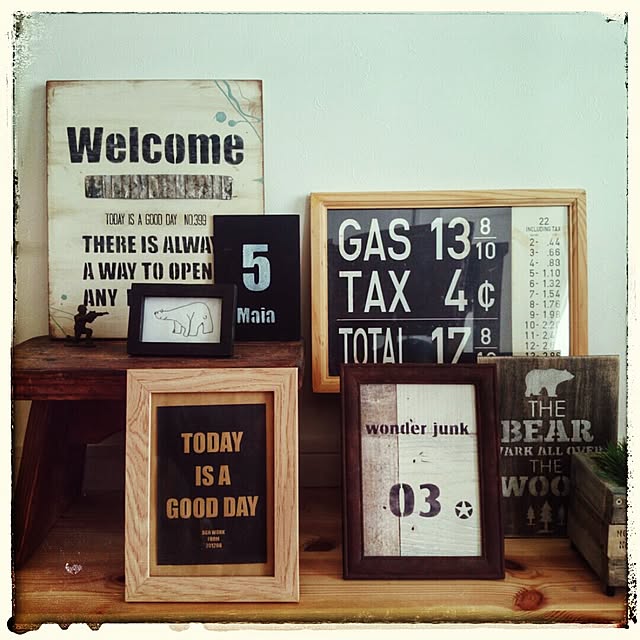 Welcome
TODAY IS A GOOD DAY NO.399
THERE IS ALWA
A WAY TO OPEN
ANY
5
Maia
GAS 13 8/10
TAX 4 ¢
TOTAL 17 8
22
INCLUDING TAX
2- .44
3- .66
4- .88
5- 1.10
6- 1.32
7- 1.54
8- 1.76
9- 1.98
TODAY
IS A
GOOD DAY
FROM
wonder junk
03
THE
BEAR
WARK ALL OVER
THE
WOO